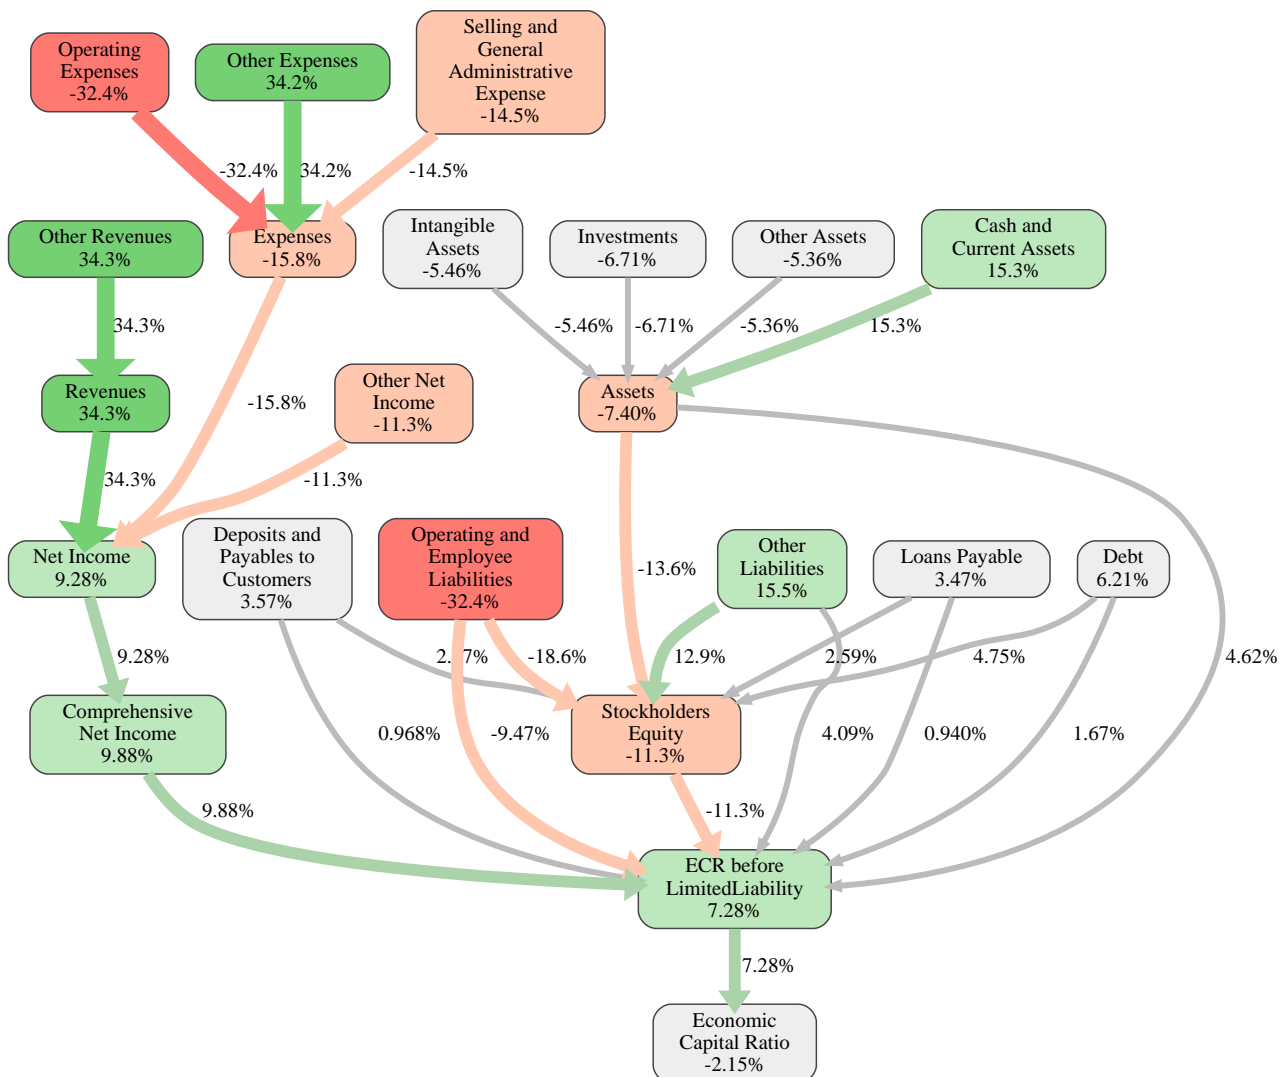 Operating
Expenses
-32.4%
Other Expenses
34.2%
Selling and
General
Administrative
Expense
-14.5%
-32.4%
34.2%
-14.5%
Other Revenues
34.3%
Expenses
-15.8%
Intangible
Assets
-5.46%
Investments
-6.71%
Other Assets
-5.36%
Cash and
Current Assets
15.3%
34.3%
-5.46%
-6.71%
-5.36%
15.3%
Revenues
34.3%
-15.8%
Other Net
Income
-11.3%
Assets
-7.40%
34.3%
-11.3%
Net Income
9.28%
Deposits and
Payables to
Customers
3.57%
Operating and
Employee
Liabilities
-32.4%
-13.6%
Other
Liabilities
15.5%
Loans Payable
3.47%
Debt
6.21%
9.28%
-18.6%
12.9%
2.59%
4.75%
4.62%
Comprehensive
Net Income
9.88%
0.968%
-9.47%
Stockholders
Equity
-11.3%
4.09%
0.940%
1.67%
9.88%
-11.3%
ECR before
LimitedLiability
7.28%
7.28%
Economic
Capital Ratio
-2.15%